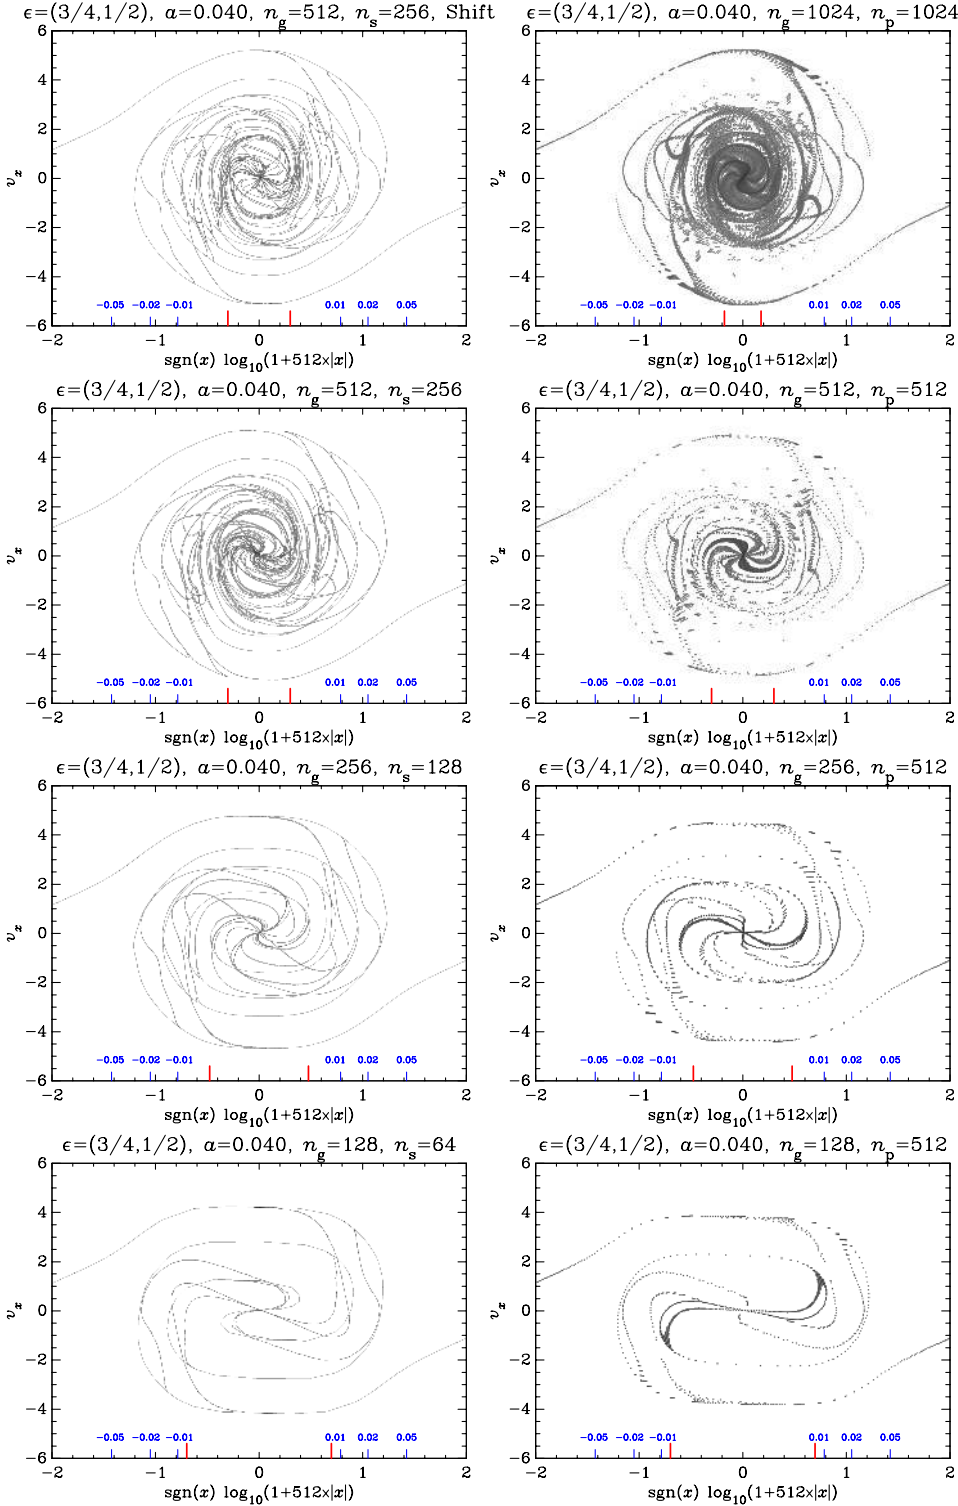 ϵ=(3/4,1/2), a=0.040, n_g=512, n_s=256, Shift
6
4
2
0
−2
−4
−6
v_x
−0.05 −0.02 −0.01 0.01 0.02 0.05
−2 −1 0 1 2
sgn(x) log_10(1+512×|x|)
ϵ=(3/4,1/2), a=0.040, n_g=1024, n_p=1024
6
4
2
0
−2
−4
−6
v_x
−0.05 −0.02 −0.01 0.01 0.02 0.05
−2 −1 0 1 2
sgn(x) log_10(1+512×|x|)
ϵ=(3/4,1/2), a=0.040, n_g=512, n_s=256
6
4
2
0
−2
−4
−6
v_x
−0.05 −0.02 −0.01 0.01 0.02 0.05
−2 −1 0 1 2
sgn(x) log_10(1+512×|x|)
ϵ=(3/4,1/2), a=0.040, n_g=512, n_p=512
6
4
2
0
−2
−4
−6
v_x
−0.05 −0.02 −0.01 0.01 0.02 0.05
−2 −1 0 1 2
sgn(x) log_10(1+512×|x|)
ϵ=(3/4,1/2), a=0.040, n_g=256, n_s=128
6
4
2
0
−2
−4
−6
v_x
−0.05 −0.02 −0.01 0.01 0.02 0.05
−2 −1 0 1 2
sgn(x) log_10(1+512×|x|)
ϵ=(3/4,1/2), a=0.040, n_g=256, n_p=512
6
4
2
0
−2
−4
−6
v_x
−0.05 −0.02 −0.01 0.01 0.02 0.05
−2 −1 0 1 2
sgn(x) log_10(1+512×|x|)
ϵ=(3/4,1/2), a=0.040, n_g=128, n_s=64
6
4
2
0
−2
−4
−6
v_x
−0.05 −0.02 −0.01 0.01 0.02 0.05
−2 −1 0 1 2
sgn(x) log_10(1+512×|x|)
ϵ=(3/4,1/2), a=0.040, n_g=128, n_p=512
6
4
2
0
−2
−4
−6
v_x
−0.05 −0.02 −0.01 0.01 0.02 0.05
−2 −1 0 1 2
sgn(x) log_10(1+512×|x|)